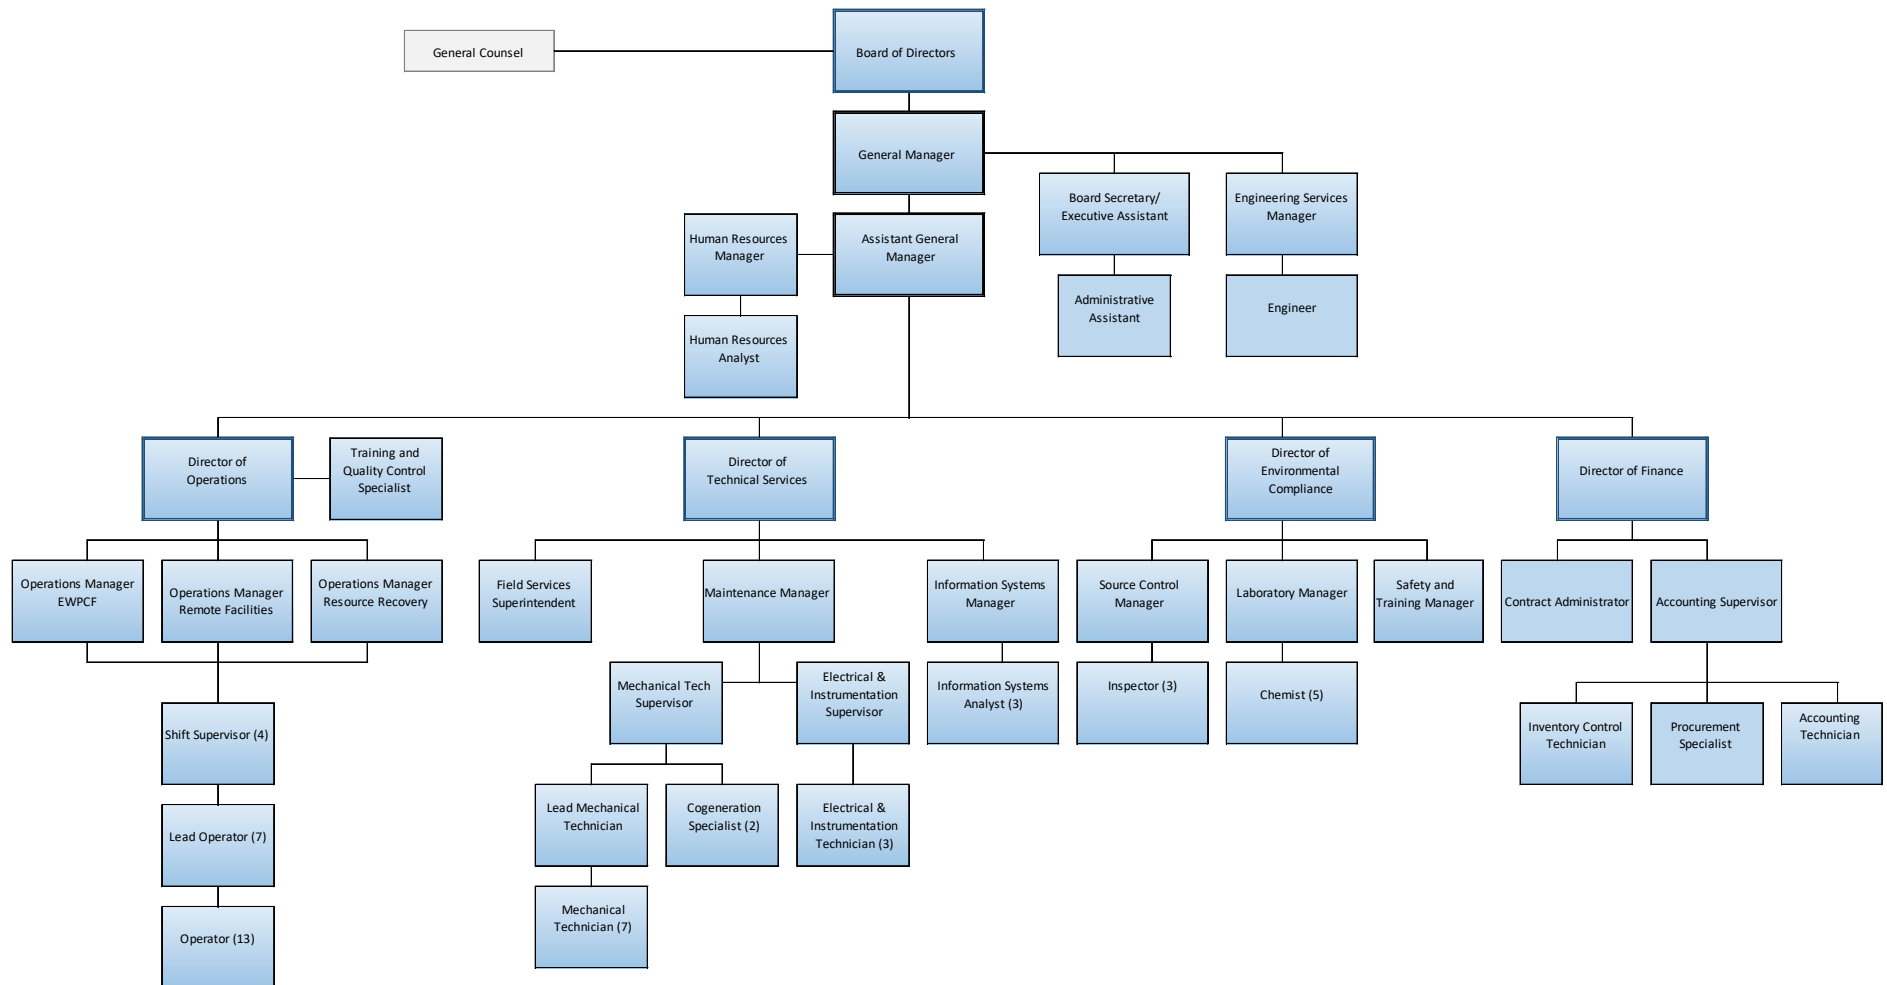 General Counsel
Board of Directors
General Manager
Board Secretary/
Executive Assistant
Engineering Services
Manager
Human Resources
Manager
Assistant General
Manager
Administrative
Assistant
Engineer
Human Resources
Analyst
Director of
Operations
Training and
Quality Control
Specialist
Director of
Technical Services
Director of
Environmental
Compliance
Director of Finance
Operations Manager
EWPCF
Operations Manager
Remote Facilities
Operations Manager
Resource Recovery
Field Services
Superintendent
Maintenance Manager
Information Systems
Manager
Source Control
Manager
Laboratory Manager
Safety and
Training Manager
Contract Administrator
Accounting Supervisor
Mechanical Tech
Supervisor
Electrical &
Instrumentation
Supervisor
Information Systems
Analyst (3)
Inspector (3)
Chemist (5)
Shift Supervisor (4)
Inventory Control
Technician
Procurement
Specialist
Accounting
Technician
Lead Operator (7)
Lead Mechanical
Technician
Cogeneration
Specialist (2)
Electrical &
Instrumentation
Technician (3)
Operator (13)
Mechanical
Technician (7)